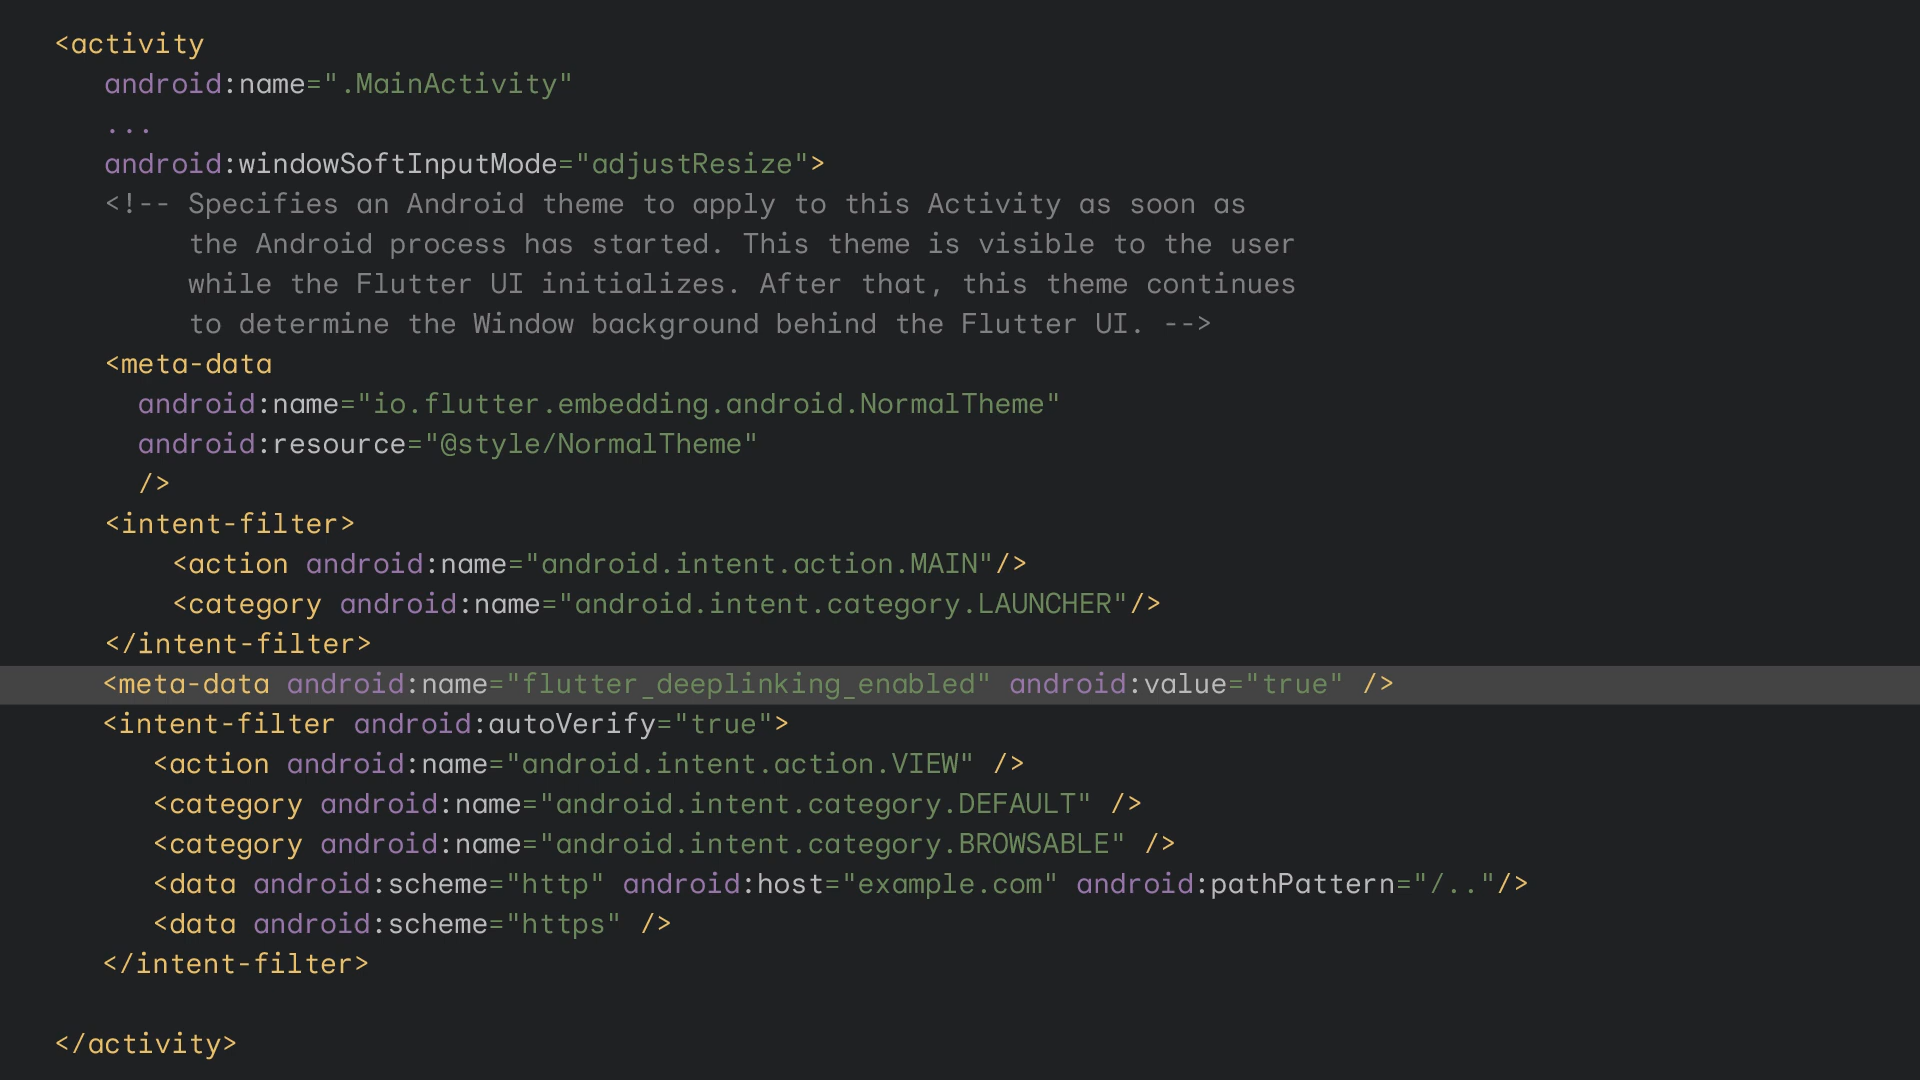 <activity
android:name=".MainActivity"
...
android:windowSoftInputMode="adjustResize">
<!-- Specifies an Android theme to apply to this Activity as soon as
the Android process has started. This theme is visible to the user
while the Flutter UI initializes. After that, this theme continues
to determine the Window background behind the Flutter UI. -->
<meta-data
android:name="io.flutter.embedding.android.NormalTheme"
android:resource="@style/NormalTheme"
/>
<intent-filter>
<action android:name="android.intent.action.MAIN"/>
<category android:name="android.intent.category.LAUNCHER"/>
</intent-filter>
<meta-data android:name="flutter_deeplinking_enabled" android:value="true" />
<intent-filter android:autoVerify="true">
<action android:name="android.intent.action.VIEW" />
<category android:name="android.intent.category.DEFAULT" />
<category android:name="android.intent.category.BROWSABLE" />
<data android:scheme="http" android:host="example.com" android:pathPattern="/.."/>
<data android:scheme="https" />
</intent-filter>
</activity>